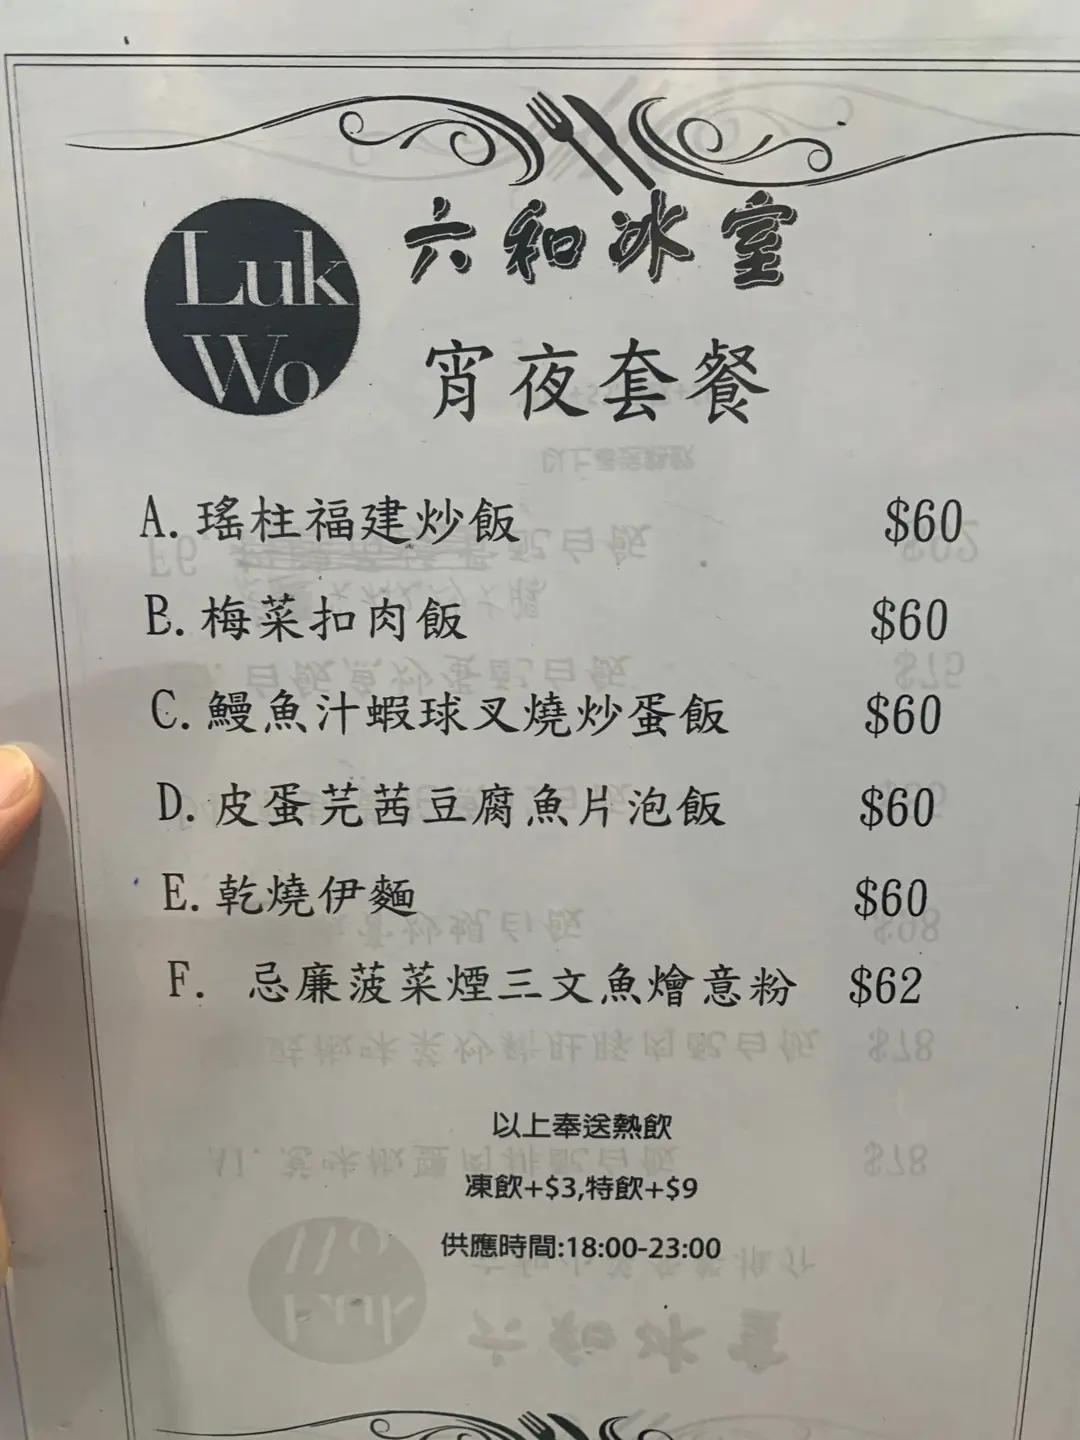 Luk
Wo
六和冰室
宵夜套餐
A.瑤柱福建炒飯 $60
B.梅菜扣肉飯 $60
C.鰻魚汁蝦球叉燒炒蛋飯 $60
D.皮蛋芫茜豆腐魚片泡飯 $60
E.乾燒伊麵 $60
F. 忌廉菠菜煙三文魚燴意粉 $62
以上奉送熱飲
凍飲+$3,特飲+$9
供應時間:18:00-23:00